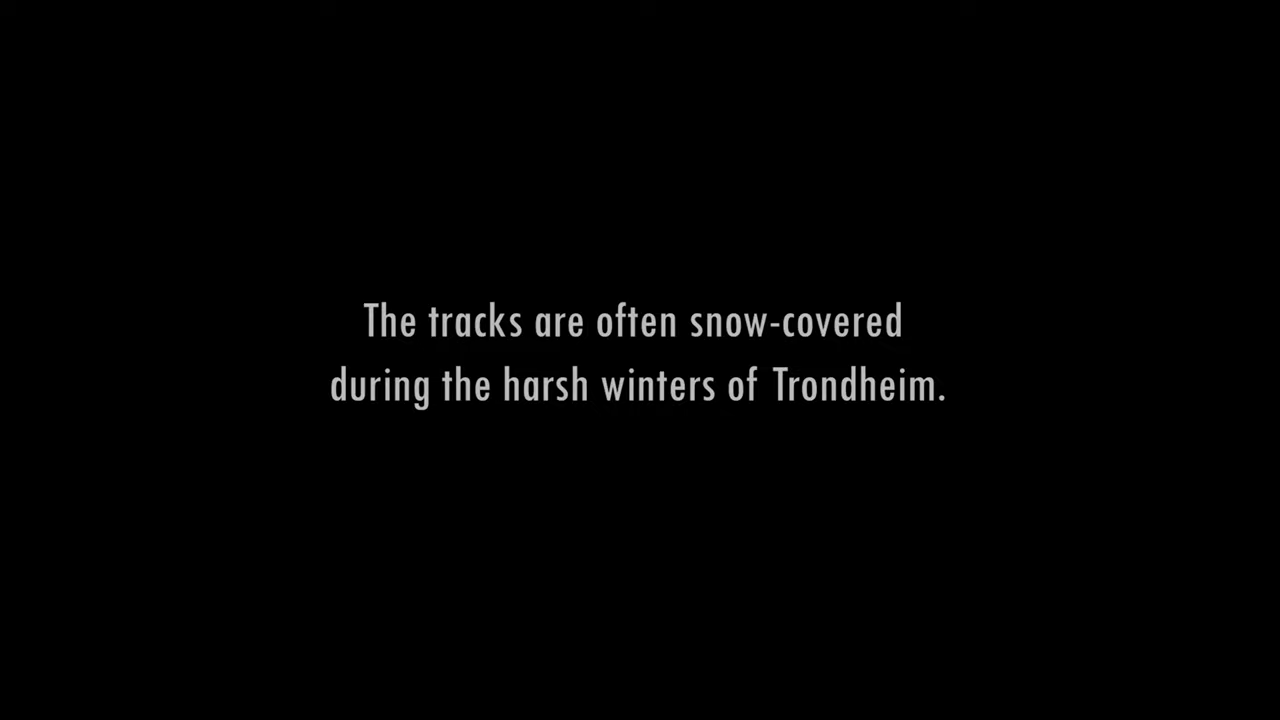 The tracks are often snow-covered
during the harsh winters of Trondheim.